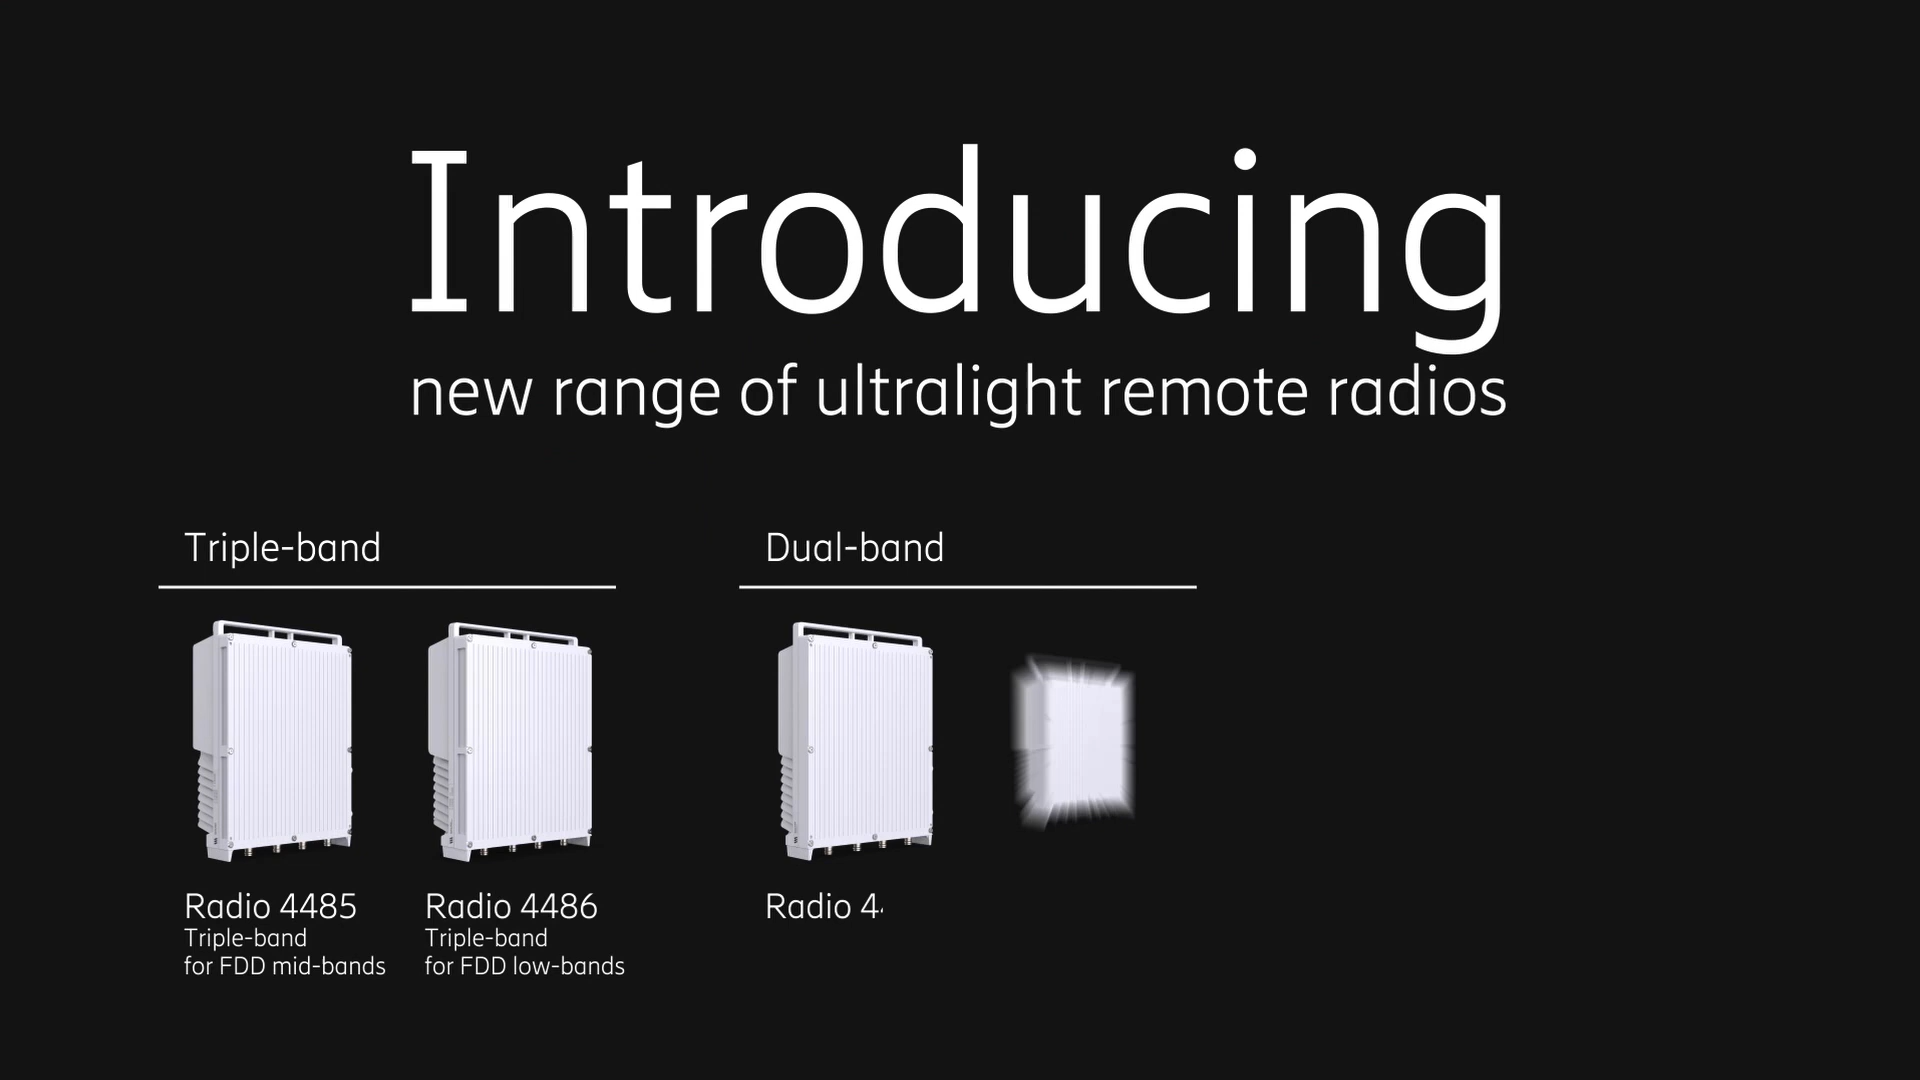 Introducing
new range of ultralight remote radios
Triple-band
Dual-band
Radio 4485
Triple-band
for FDD mid-bands
Radio 4486
Triple-band
for FDD low-bands
Radio 4